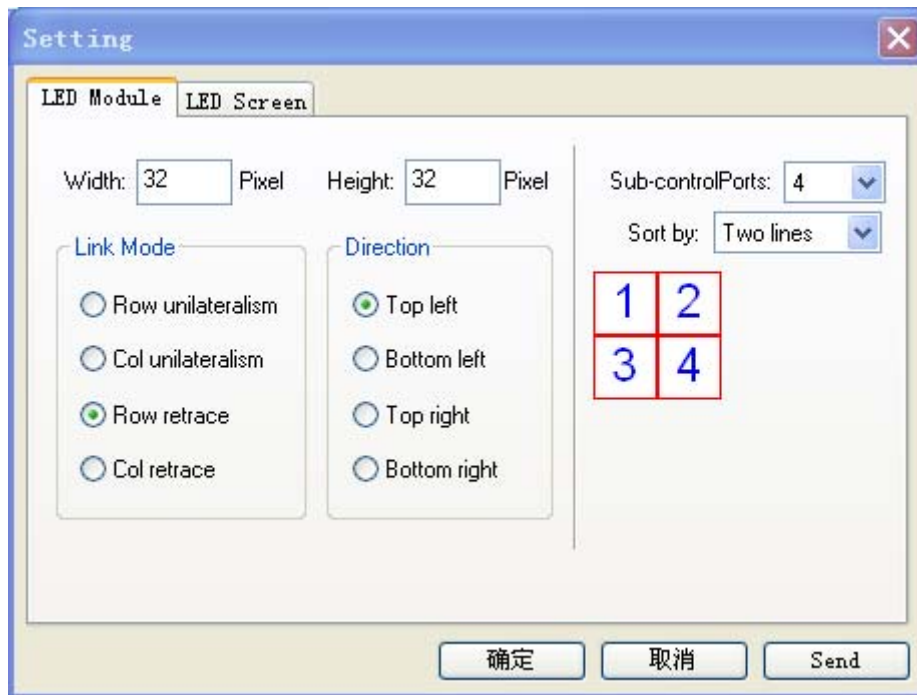 Setting
LED Module LED Screen
Width: 32 Pixel Height: 32 Pixel Sub-controlPorts: 4
Sort by: Two lines
Link Mode Direction
Row unilateralism Top left
Col unilateralism Bottom left
Row retrace Top right
Col retrace Bottom right
1 2
3 4
确定 取消 Send